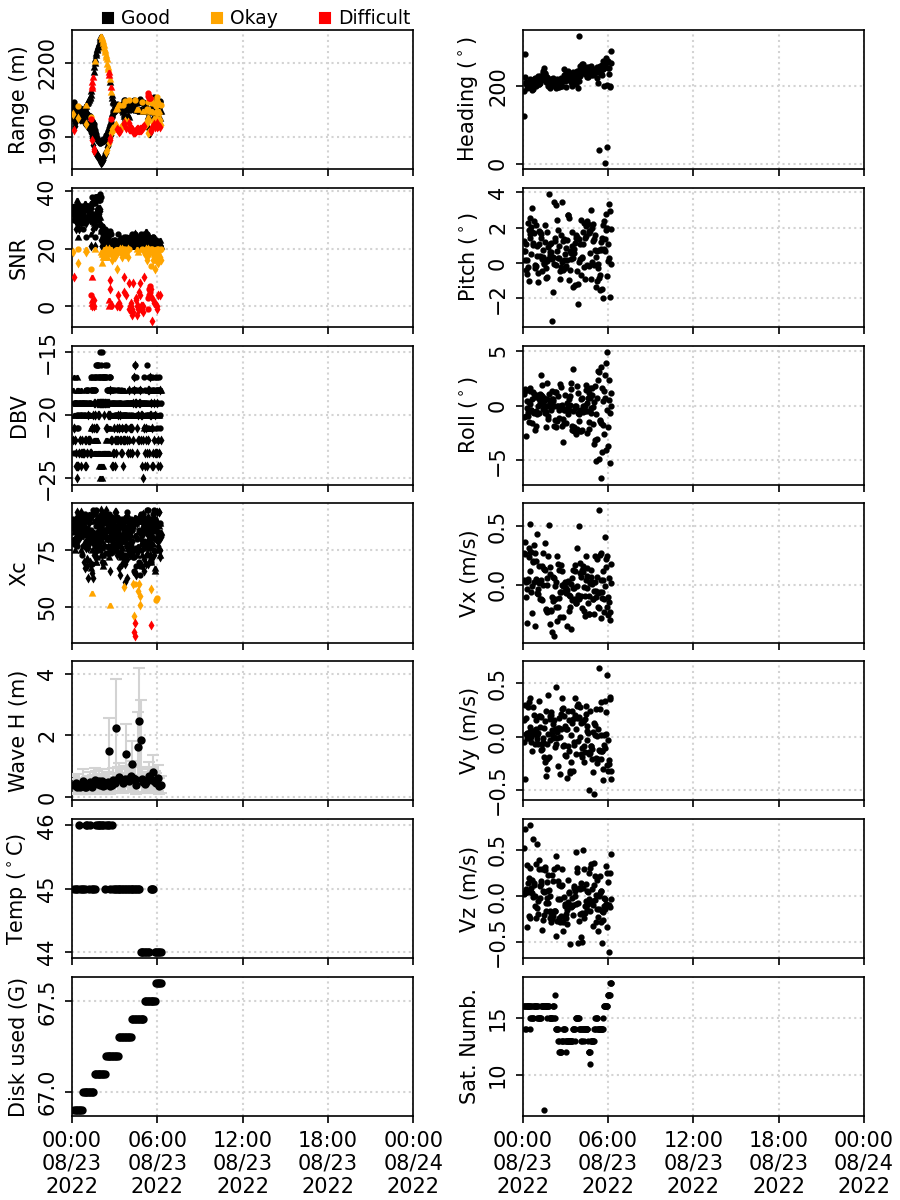 Good Okay Difficult
Range (m)
2200
1990
Heading (°)
200
0
SNR
40
20
0
Pitch (°)
4
2
0
−2
DBV
−15
−20
−25
Roll (°)
5
0
−5
Xc
75
50
Vx (m/s)
0.5
0.0
Wave H (m)
4
2
0
Vy (m/s)
0.5
0.0
−0.5
Temp (°C)
46
45
44
Vz (m/s)
0.5
0.0
−0.5
Disk used (G)
67.5
67.0
Sat. Numb.
15
10
00:00 06:00 12:00 18:00 00:00
08/23 08/23 08/23 08/23 08/24
2022 2022 2022 2022 2022
00:00 06:00 12:00 18:00 00:00
08/23 08/23 08/23 08/23 08/24
2022 2022 2022 2022 2022